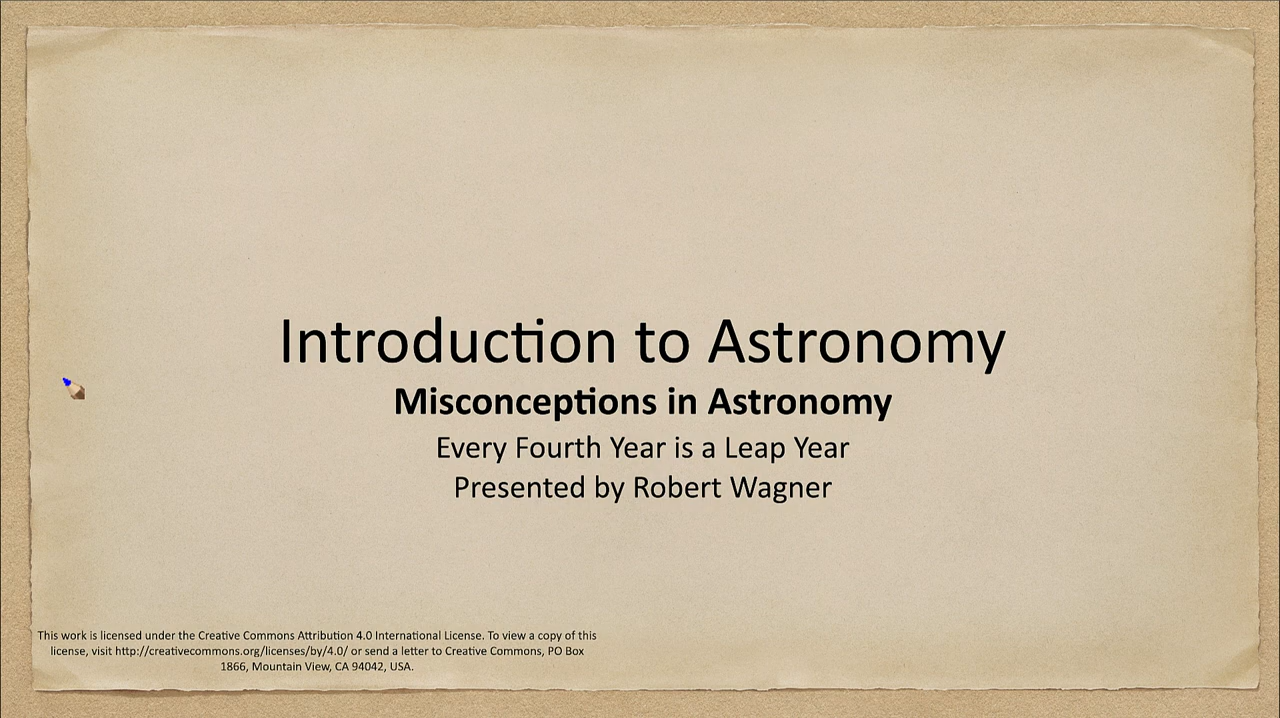 Introduction to Astronomy
Misconceptions in Astronomy
Every Fourth Year is a Leap Year
Presented by Robert Wagner
This work is licensed under the Creative Commons Attribution 4.0 International License. To view a copy of this
license, visit http://creativecommons.org/licenses/by/4.0/ or send a letter to Creative Commons, PO Box
1866, Mountain View, CA 94042, USA.